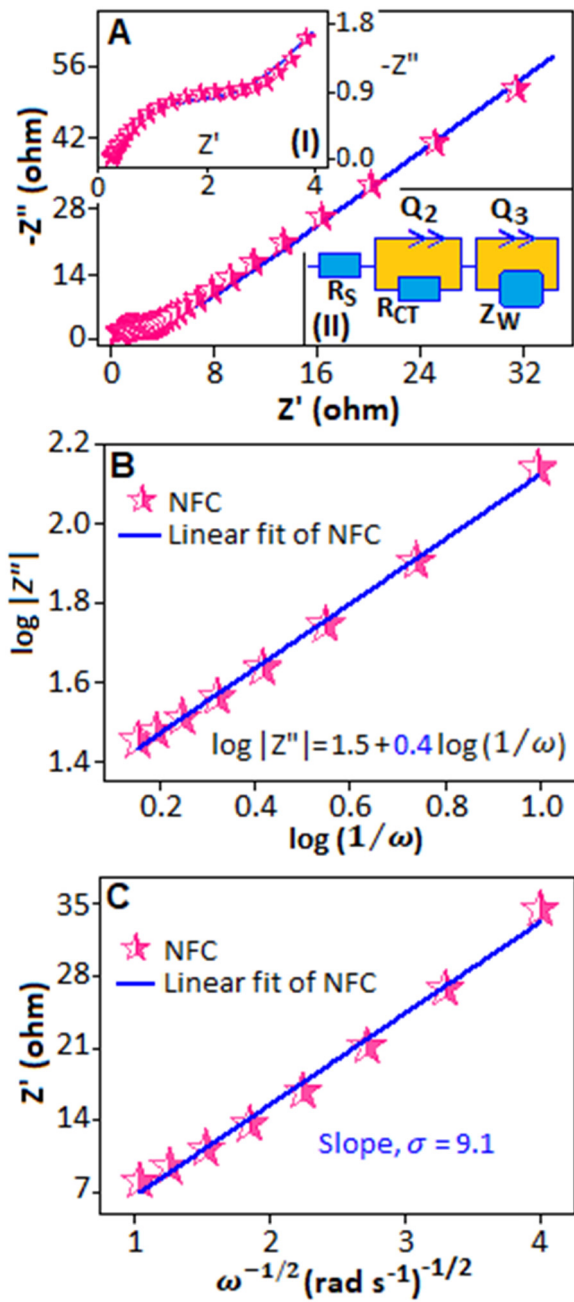 A
1.8
56
-Z"
0.9
42
Z'
(I)
0.0
0
2
4
-Z" (ohm)
28
Q2
Q3
14
RS
RCT
ZW
0
(II)
0
8
16
24
32
Z' (ohm)
B
2.2
NFC
2.0
Linear fit of NFC
log |Z"|
1.8
1.6
log |Z"|=1.5+0.4 log (1/ω)
1.4
0.2
0.4
0.6
0.8
1.0
log (1/ω)
C
35
NFC
28
Linear fit of NFC
Z' (ohm)
21
14
Slope, σ = 9.1
7
1
2
3
4
ω⁻¹ᐟ² (rad s⁻¹)⁻¹ᐟ²